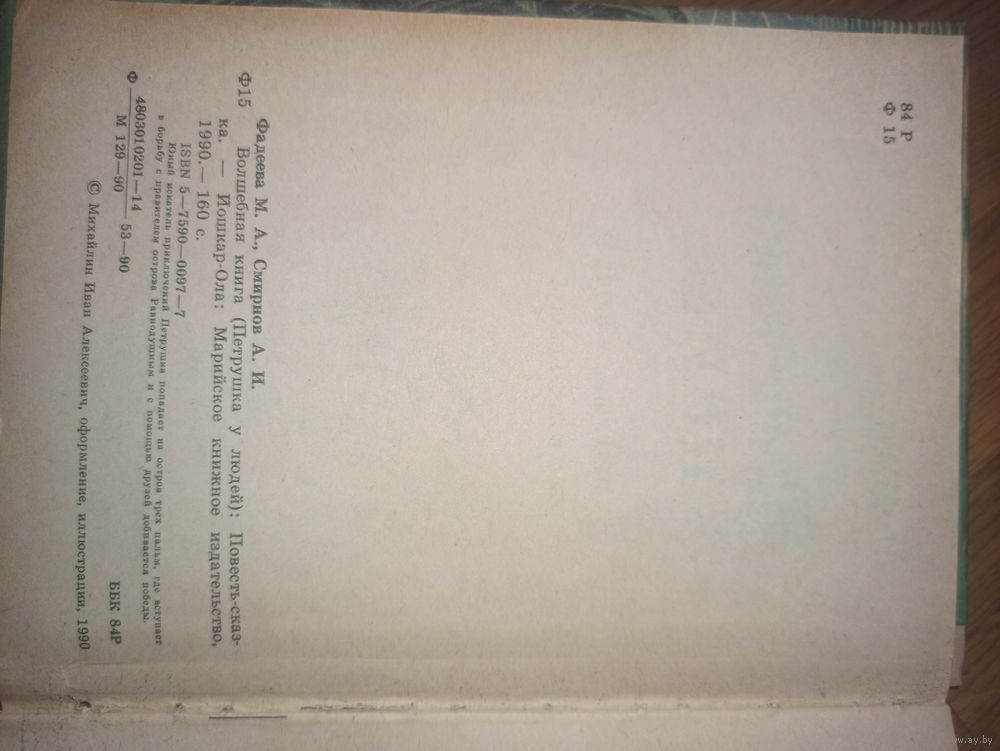 84 Р
Ф 15
Фадеева М. А., Смирнов А. И.
Ф15 Волшебная книга (Петрушка у людей): Повесть-сказ-
ка. — Йошкар-Ола: Марийское книжное издательство,
1990.— 160 с.
ISBN 5—7590—0097—7
Юный искатель приключений Петрушка попадает на остров трех пальм, где вступает
в борьбу с правителем острова Равнодушным и с помощью друзей добивается победы.
Ф 4803010201—14 53—90
М 129—90
ББК 84Р
© Михайлин Иван Алексеевич, оформление, иллюстрации, 1990
www.ay.by